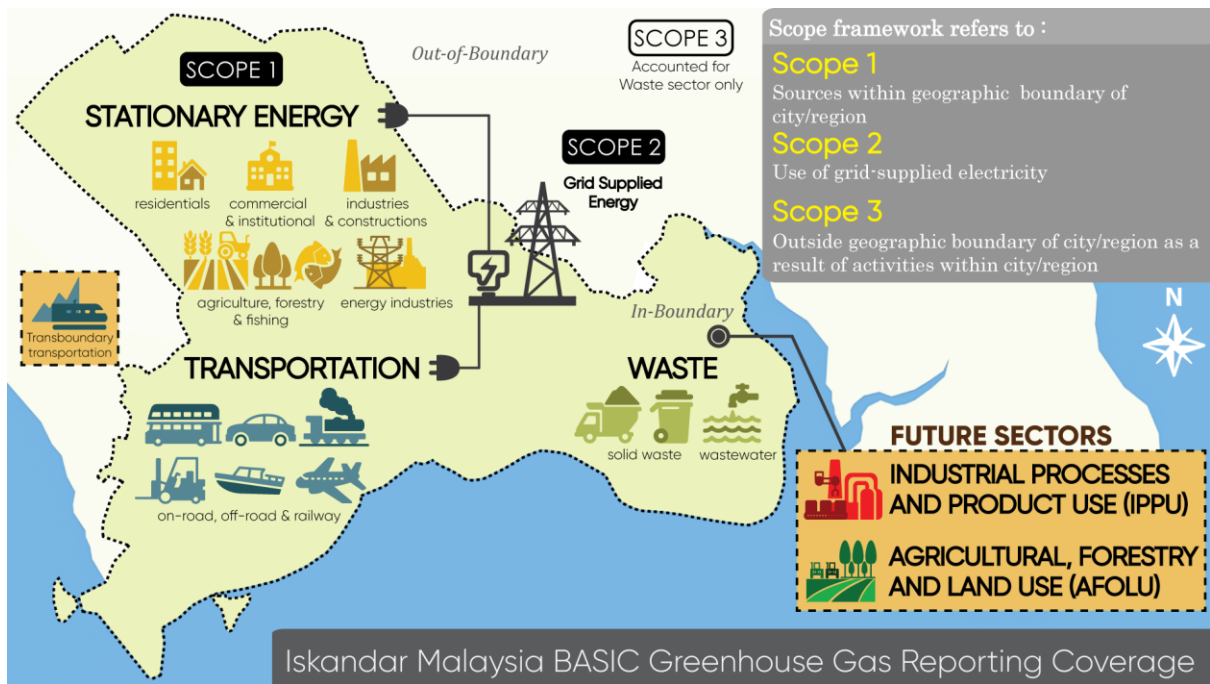 SCOPE 1
Out-of-Boundary
SCOPE 3
Accounted for
Waste sector only
Scope framework refers to :
Scope 1
Sources within geographic boundary of
city/region
Scope 2
Use of grid-supplied electricity
Scope 3
Outside geographic boundary of city/region as a
result of activities within city/region
STATIONARY ENERGY
residentials
commercial
& institutional
industries
& constructions
agriculture, forestry
& fishing
energy industries
SCOPE 2
Grid Supplied
Energy
Transboundary
transportation
In-Boundary
N
TRANSPORTATION
on-road, off-road & railway
WASTE
solid waste
wastewater
FUTURE SECTORS
INDUSTRIAL PROCESSES
AND PRODUCT USE (IPPU)
AGRICULTURAL, FORESTRY
AND LAND USE (AFOLU)
Iskandar Malaysia BASIC Greenhouse Gas Reporting Coverage